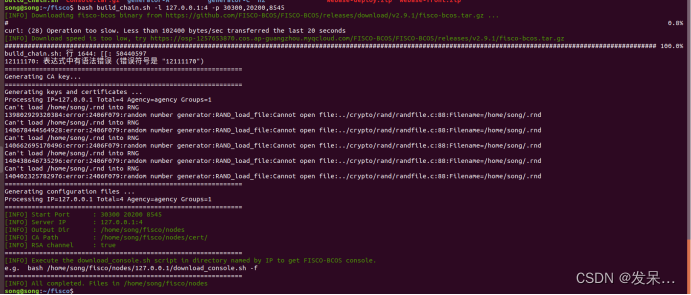 song@song:~/fisco$ bash build_chain.sh -l 127.0.0.1:4 -p 30300,20200,8545
[INFO] Downloading fisco-bcos binary from https://github.com/FISCO-BCOS/FISCO-BCOS/releases/download/v2.9.1/fisco-bcos.tar.gz ...
# 0.8%
curl: (28) Operation too slow. Less than 102400 bytes/sec transferred the last 20 seconds
[INFO] Download speed is too low, try https://osp-1257653870.cos.ap-guangzhou.myqcloud.com/FISCO-BCOS/FISCO-BCOS/releases/v2.9.1/fisco-bcos.tar.gz
100.0%
build_chain.sh: 行 1644: [[: 50440597
12111170: 表达式中有语法错误 (错误符号是 "12111170")
Generating CA key...
Generating keys and certificates ...
Processing IP=127.0.0.1 Total=4 Agency=agency Groups=1
Can't load /home/song/.rnd into RNG
139802929320384:error:2406F079:random number generator:RAND_load_file:Cannot open file:../crypto/rand/randfile.c:88:Filename=/home/song/.rnd
Can't load /home/song/.rnd into RNG
140678444564928:error:2406F079:random number generator:RAND_load_file:Cannot open file:../crypto/rand/randfile.c:88:Filename=/home/song/.rnd
Can't load /home/song/.rnd into RNG
140662695170496:error:2406F079:random number generator:RAND_load_file:Cannot open file:../crypto/rand/randfile.c:88:Filename=/home/song/.rnd
Can't load /home/song/.rnd into RNG
140438646735296:error:2406F079:random number generator:RAND_load_file:Cannot open file:../crypto/rand/randfile.c:88:Filename=/home/song/.rnd
Can't load /home/song/.rnd into RNG
140402325782976:error:2406F079:random number generator:RAND_load_file:Cannot open file:../crypto/rand/randfile.c:88:Filename=/home/song/.rnd
Generating configuration files ...
Processing IP=127.0.0.1 Total=4 Agency=agency Groups=1
[INFO] Start Port : 30300 20200 8545
[INFO] Server IP : 127.0.0.1:4
[INFO] Output Dir : /home/song/fisco/nodes
[INFO] CA Path : /home/song/fisco/nodes/cert/
[INFO] RSA channel : true
[INFO] Execute the download_console.sh script in directory named by IP to get FISCO-BCOS console.
e.g. bash /home/song/fisco/nodes/127.0.0.1/download_console.sh -f
[INFO] All completed. Files in /home/song/fisco/nodes
song@song:~/fisco$
CSDN @发呆...